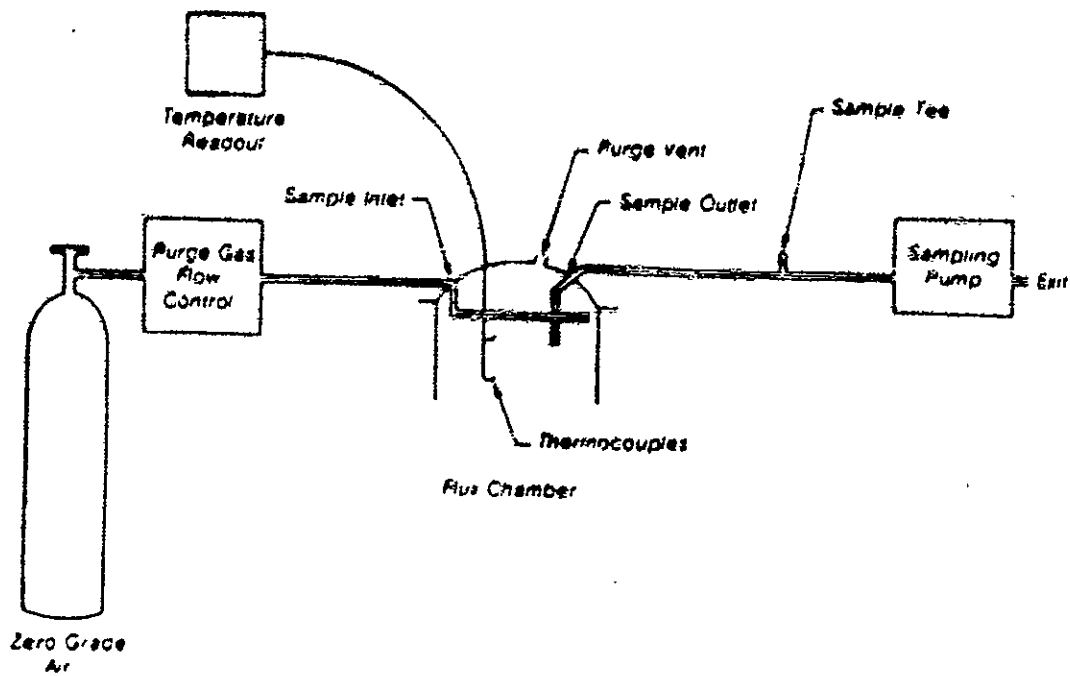 Temperature
Readout
Sample Tee
Purge Vent
Sample Inlet
Sample Outlet
Purge Gas
Flow
Control
Sampling
Pump
Exit
Thermocouples
Flux Chamber
Zero Grade
Air